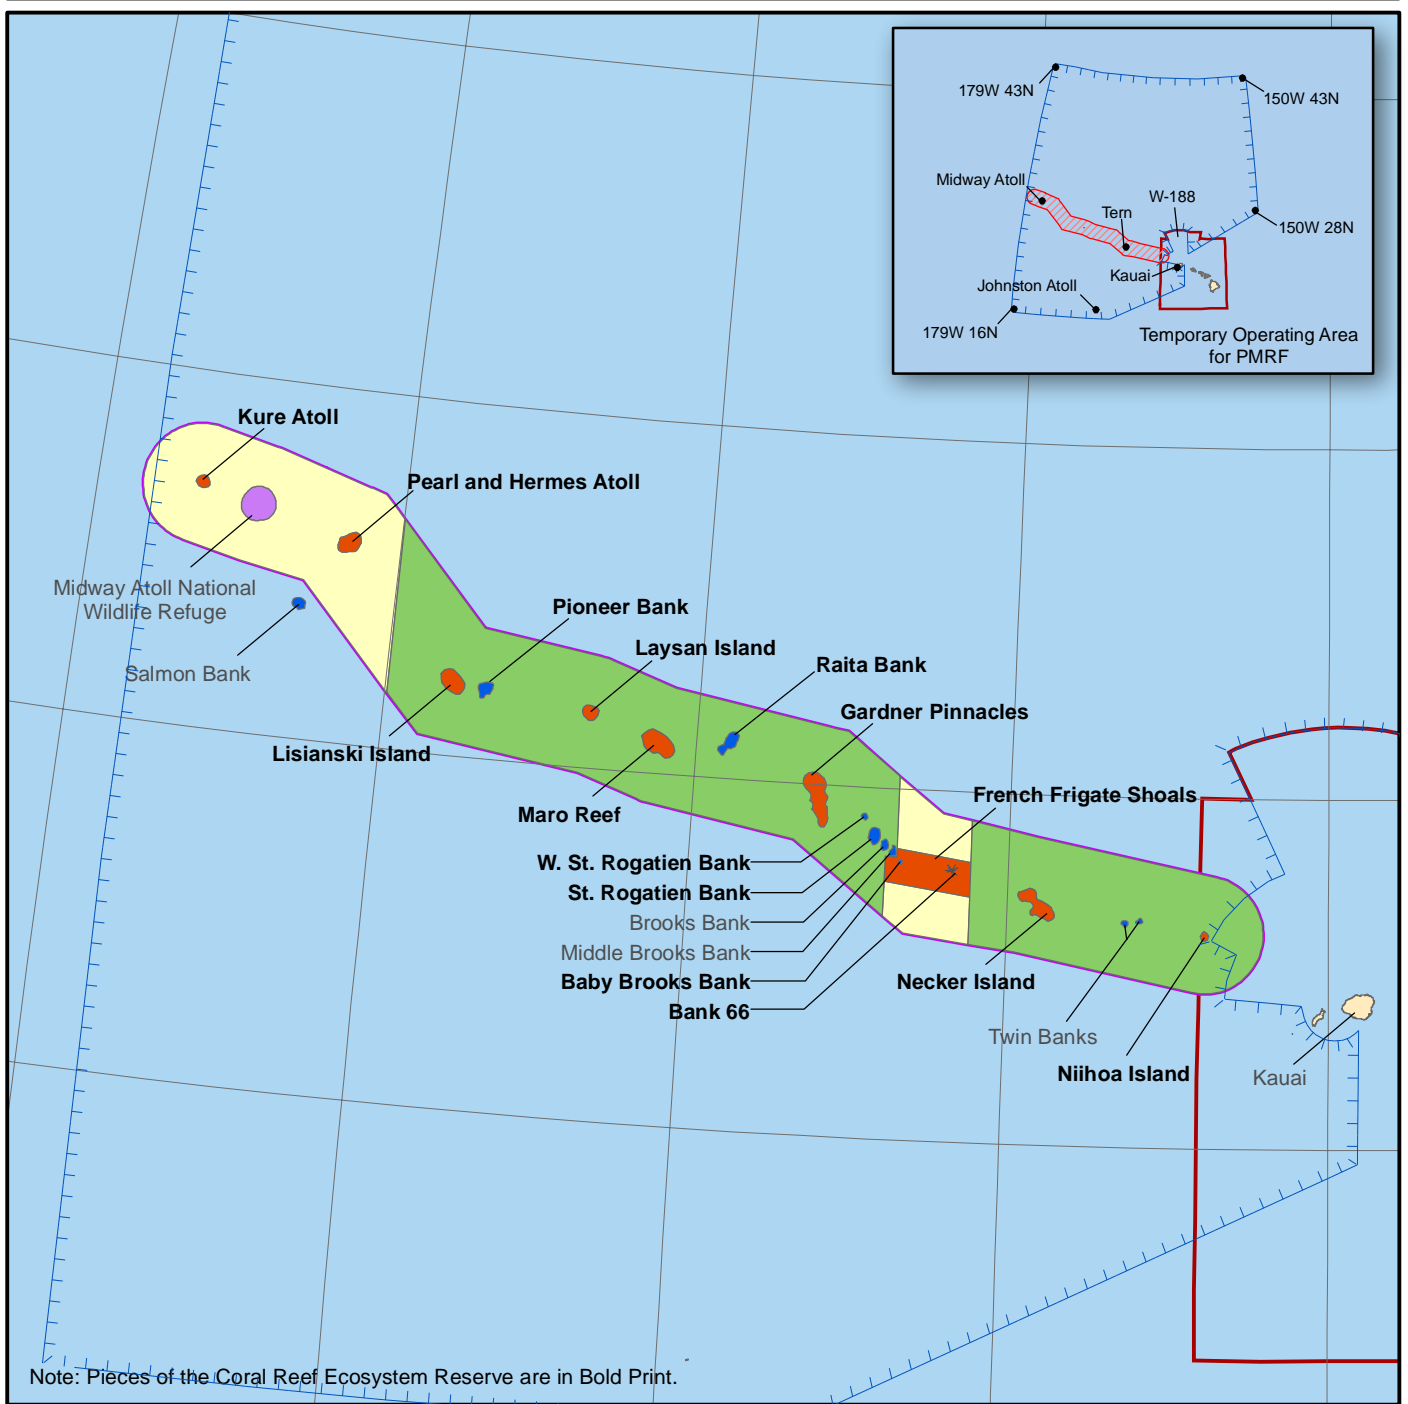 179W 43N
150W 43N
Midway Atoll
W-188
Tern
150W 28N
Kauai
Johnston Atoll
179W 16N
Temporary Operating Area
for PMRF
Kure Atoll
Pearl and Hermes Atoll
Midway Atoll National
Wildlife Refuge
Pioneer Bank
Laysan Island
Raita Bank
Salmon Bank
Gardner Pinnacles
Lisianski Island
French Frigate Shoals
Maro Reef
W. St. Rogatien Bank
St. Rogatien Bank
Brooks Bank
Middle Brooks Bank
Baby Brooks Bank
Necker Island
Bank 66
Twin Banks
Niihoa Island
Kauai
Note: Pieces of the Coral Reef Ecosystem Reserve are in Bold Print.